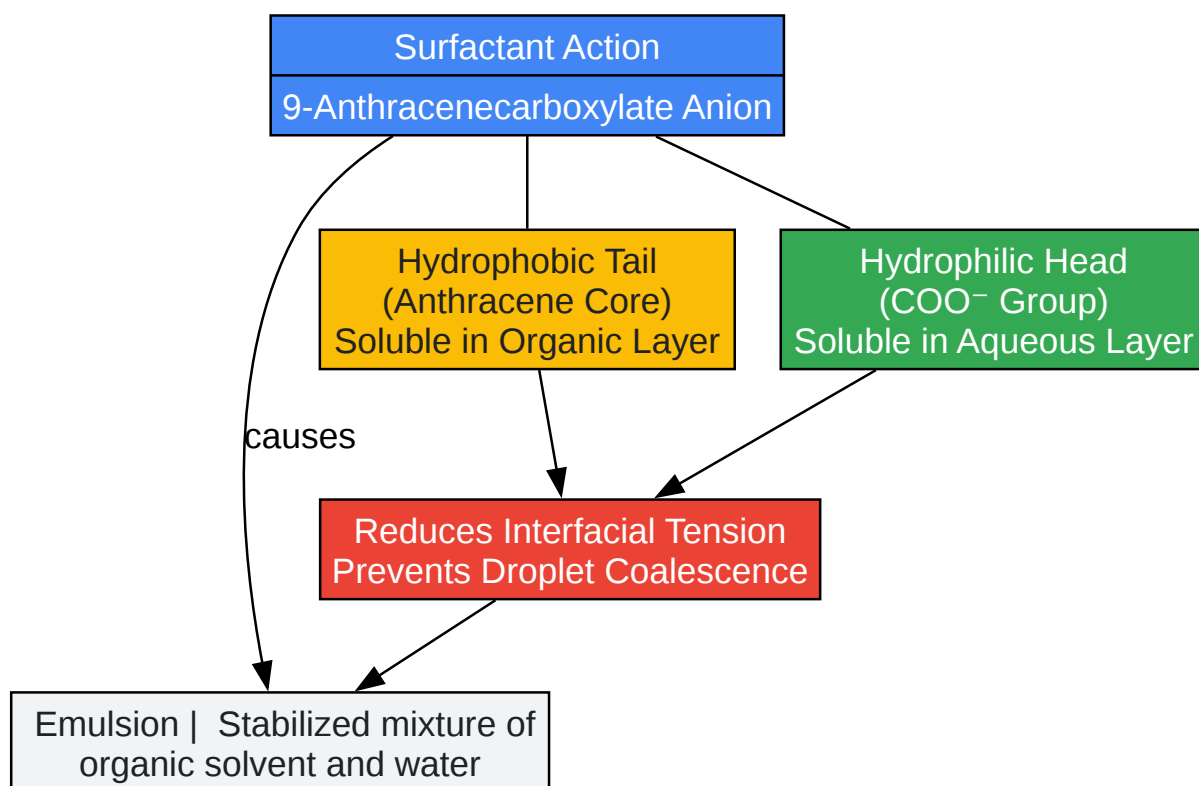 Surfactant Action
9-Anthracenecarboxylate Anion
Hydrophobic Tail
(Anthracene Core)
Soluble in Organic Layer
Hydrophilic Head
(COO⁻ Group)
Soluble in Aqueous Layer
causes
Reduces Interfacial Tension
Prevents Droplet Coalescence
Emulsion | Stabilized mixture of
organic solvent and water